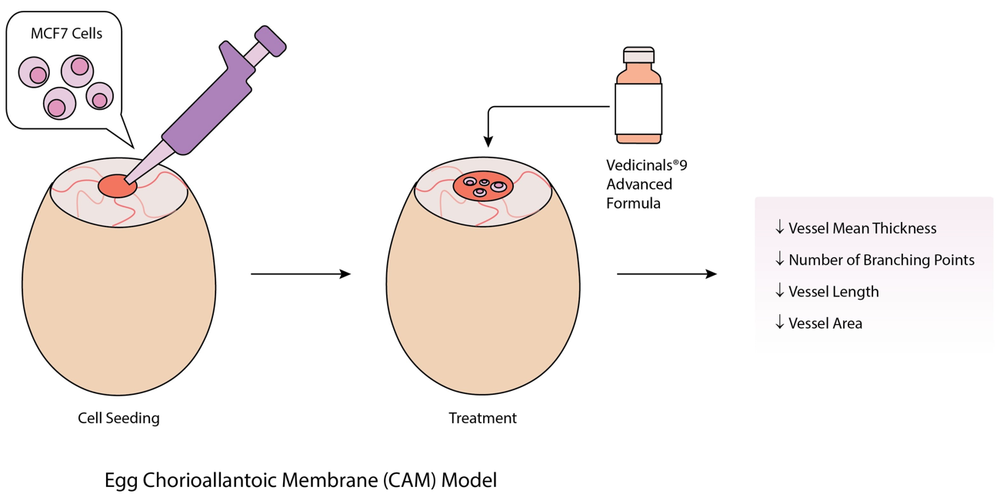 MCF7 Cells
Vedicinals®9
Advanced
Formula
↓ Vessel Mean Thickness
↓ Number of Branching Points
↓ Vessel Length
↓ Vessel Area
Cell Seeding
Treatment
Egg Chorioallantoic Membrane (CAM) Model